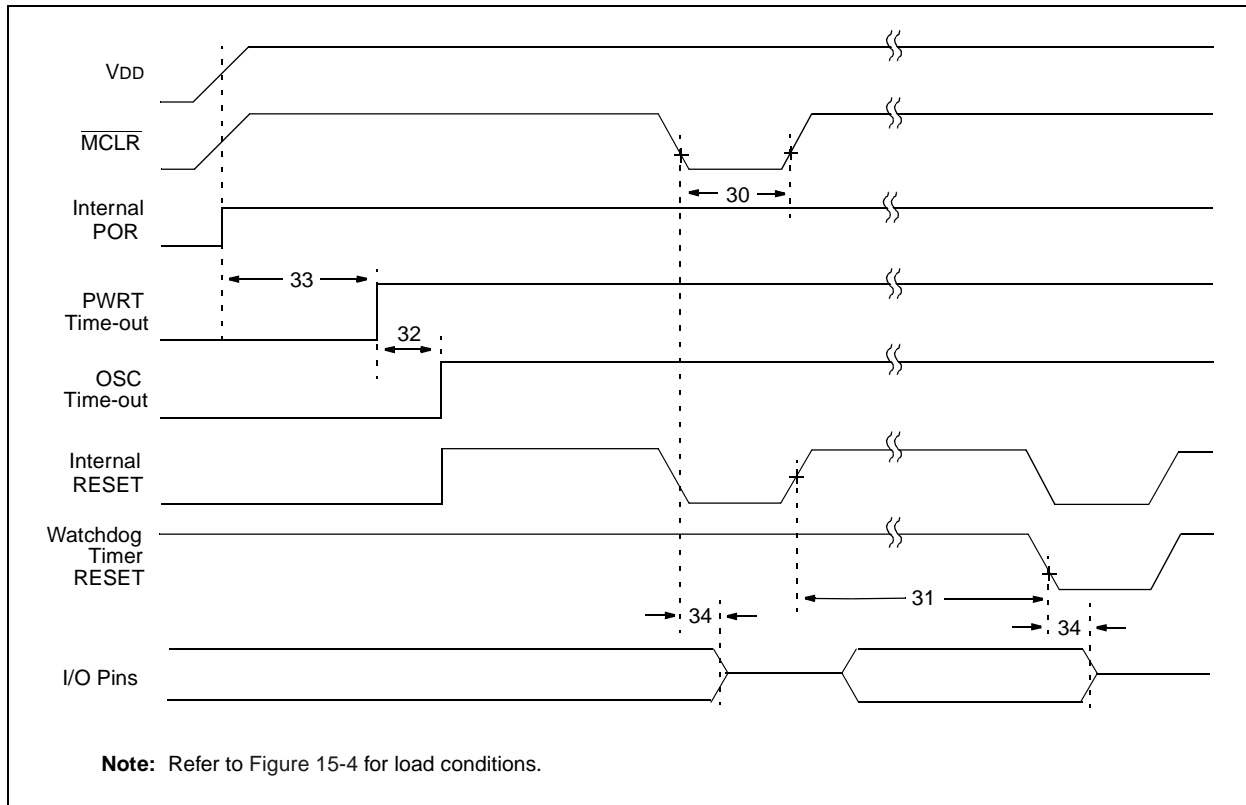 VDD
MCLR
Internal
POR
30
33
PWRT
Time-out
32
OSC
Time-out
Internal
RESET
Watchdog
Timer
RESET
31
34
34
I/O Pins
Note: Refer to Figure 15-4 for load conditions.